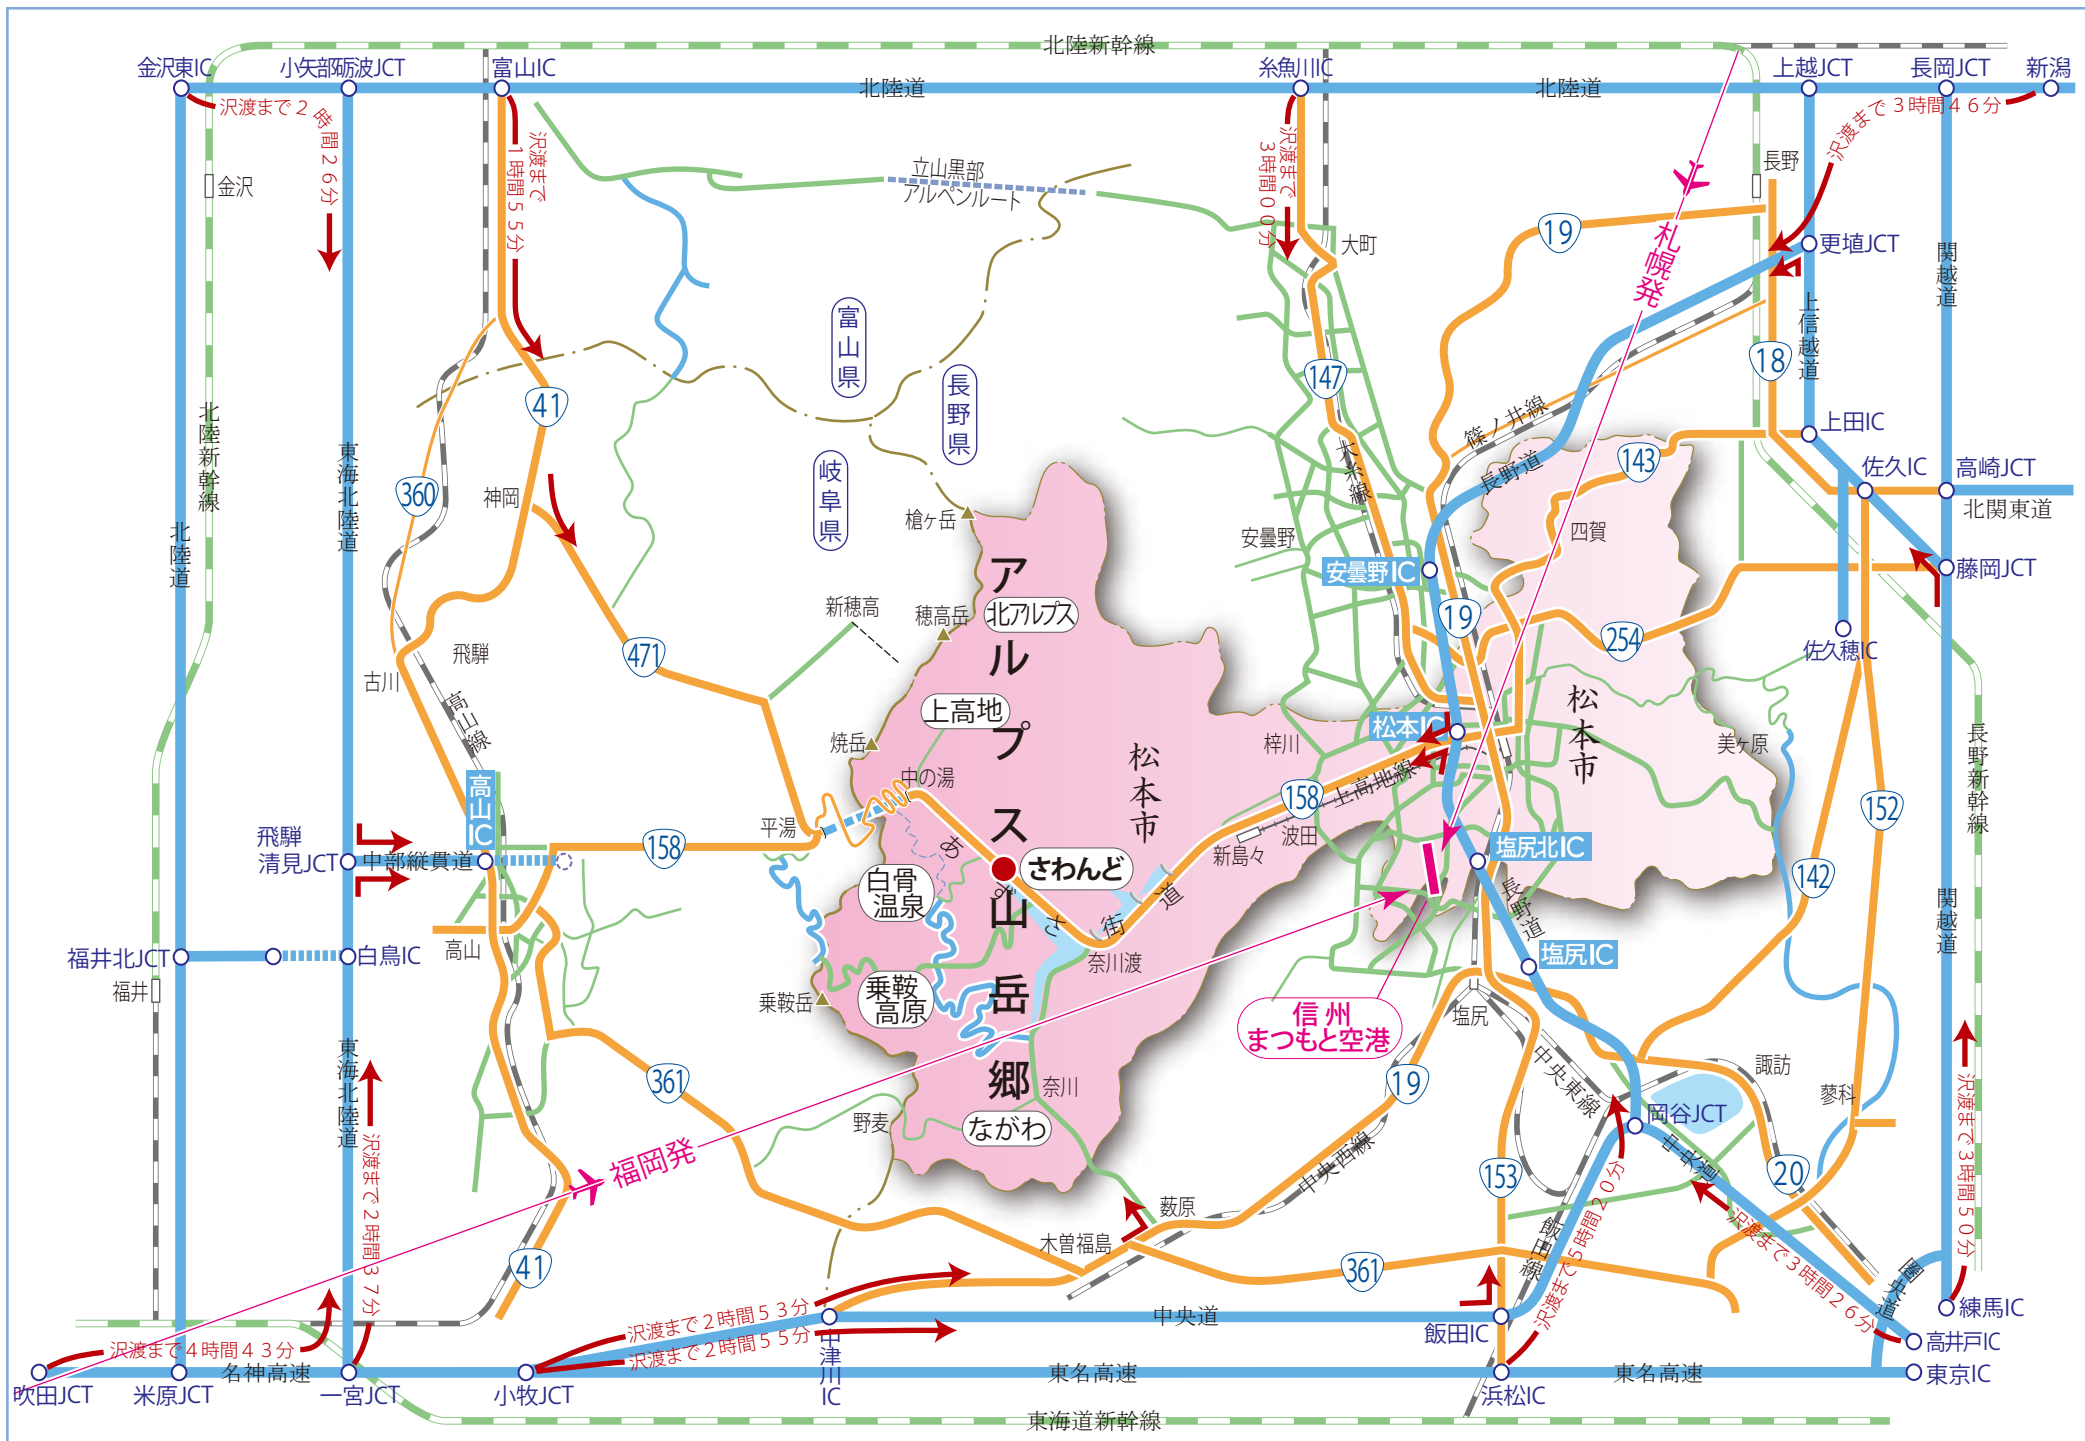 北陸新幹線
金沢東IC
小矢部砺波JCT
富山IC
糸魚川IC
上越JCT
長岡JCT
新潟
北陸道
北陸道
沢渡まで2時間26分
沢渡まで
1時間55分
沢渡まで
3時間00分
沢渡まで3時間46分
金沢
立山黒部
アルペンルート
長野
大町
19
札幌発
更埴JCT
関越道
上信越道
富山県
長野県
岐阜県
147
18
41
360
北陸新幹線
東海北陸道
北陸道
神岡
槍ヶ岳
大糸線
篠ノ井線
長野道
143
上田IC
佐久IC
高崎JCT
北関東道
四賀
安曇野
安曇野IC
藤岡JCT
アルプス山岳郷
北アルプス
新穂高
穂高岳
19
254
佐久穂IC
飛騨
古川
471
高山線
上高地
焼岳
中の湯
松本市
松本市
梓川
松本IC
美ヶ原
長野新幹線
高山IC
飛騨
清見JCT
中部縦貫道
158
平湯
158
上高地線
波田
新島々
152
142
塩尻北IC
さわんど
あずさ街道
白骨
温泉
長野道
塩尻IC
関越道
福井北JCT
白鳥IC
福井
高山
乗鞍
高原
乗鞍岳
奈川渡
信州
まつもと空港
塩尻
中央東線
諏訪
蓼科
東海北陸道
361
奈川
ながわ
野麦
19
岡谷JCT
中央道
沢渡まで3時間50分
沢渡まで2時間37分
福岡発
中央西線
153
20
薮原
木曽福島
飯田線
沢渡まで5時間20分
沢渡まで3時間26分
圏央道
41
361
沢渡まで2時間53分
沢渡まで2時間55分
沢渡まで4時間43分
中央道
飯田IC
練馬IC
高井戸IC
中津川IC
吹田JCT
米原JCT
名神高速
一宮JCT
小牧JCT
東名高速
浜松IC
東名高速
東京IC
東海道新幹線